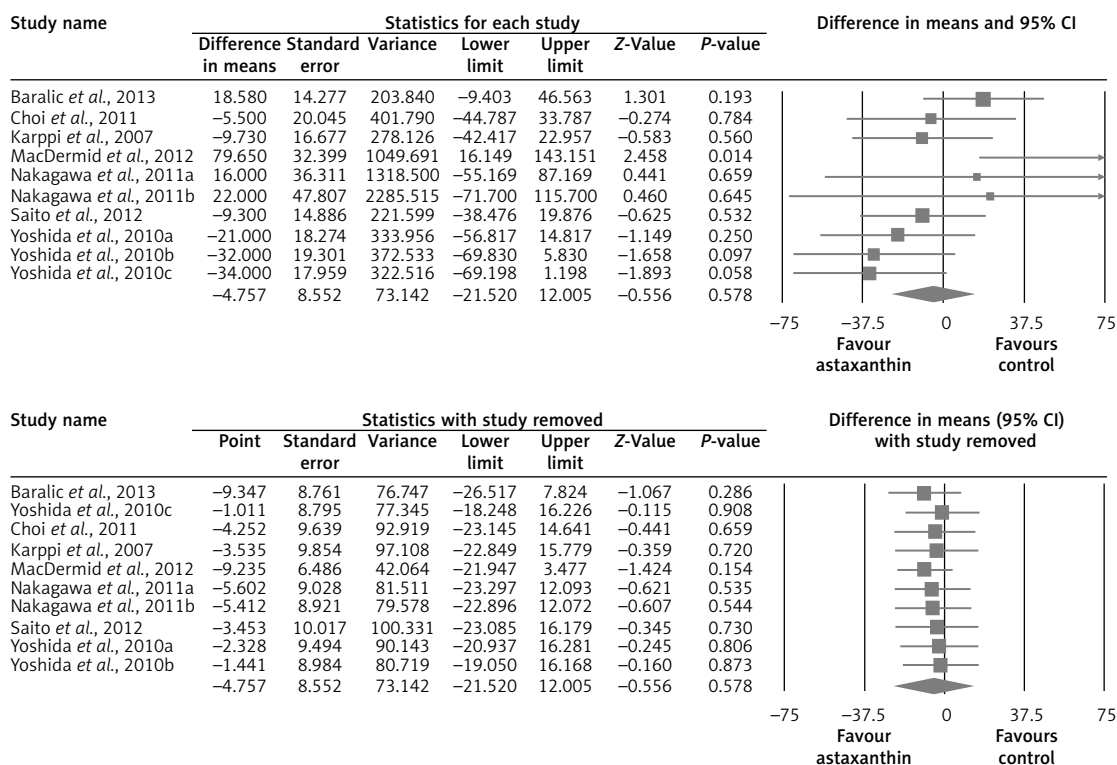 Study name Statistics for each study Difference in means and 95% CI
Difference Standard Variance Lower Upper Z-Value P-value
in means error limit limit
Baralic et al., 2013 18.580 14.277 203.840 –9.403 46.563 1.301 0.193
Choi et al., 2011 –5.500 20.045 401.790 –44.787 33.787 –0.274 0.784
Karppi et al. 2007 –9.730 16.677 278.126 –42.417 22.957 –0.583 0.560
MacDermid et al., 2012 79.650 32.399 1049.691 16.149 143.151 2.458 0.014
Nakagawa et al., 2011a 16.000 36.311 1318.500 –55.169 87.169 0.441 0.659
Nakagawa et al., 2011b 22.000 47.807 2285.515 –71.700 115.700 0.460 0.645
Saito et al., 2012 –9.300 14.886 221.599 –38.476 19.876 –0.625 0.532
Yoshida et al., 2010a –21.000 18.274 333.956 –56.817 14.817 –1.149 0.250
Yoshida et al., 2010b –32.000 19.301 372.533 –69.830 5.830 –1.658 0.097
Yoshida et al., 2010c –34.000 17.959 322.516 –69.198 1.198 –1.893 0.058
–4.757 8.552 73.142 –21.520 12.005 –0.556 0.578
–75 –37.5 0 37.5 75
Favour Favours
astaxanthin control
Study name Statistics with study removed Difference in means (95% CI)
with study removed
Point Standard Variance Lower Upper Z-Value P-value
error limit limit
Baralic et al., 2013 –9.347 8.761 76.747 –26.517 7.824 –1.067 0.286
Yoshida et al., 2010c –1.011 8.795 77.345 –18.248 16.226 –0.115 0.908
Choi et al., 2011 –4.252 9.639 92.919 –23.145 14.641 –0.441 0.659
Karppi et al., 2007 –3.535 9.854 97.108 –22.849 15.779 –0.359 0.720
MacDermid et al., 2012 –9.235 6.486 42.064 –21.947 3.477 –1.424 0.154
Nakagawa et al., 2011a –5.602 9.028 81.511 –23.297 12.093 –0.621 0.535
Nakagawa et al., 2011b –5.412 8.921 79.578 –22.896 12.072 –0.607 0.544
Saito et al., 2012 –3.453 10.017 100.331 –23.085 16.179 –0.345 0.730
Yoshida et al., 2010a –2.328 9.494 90.143 –20.937 16.281 –0.245 0.806
Yoshida et al., 2010b –1.441 8.984 80.719 –19.050 16.168 –0.160 0.873
–4.757 8.552 73.142 –21.520 12.005 –0.556 0.578
–75 –37.5 0 37.5 75
Favour Favours
astaxanthin control